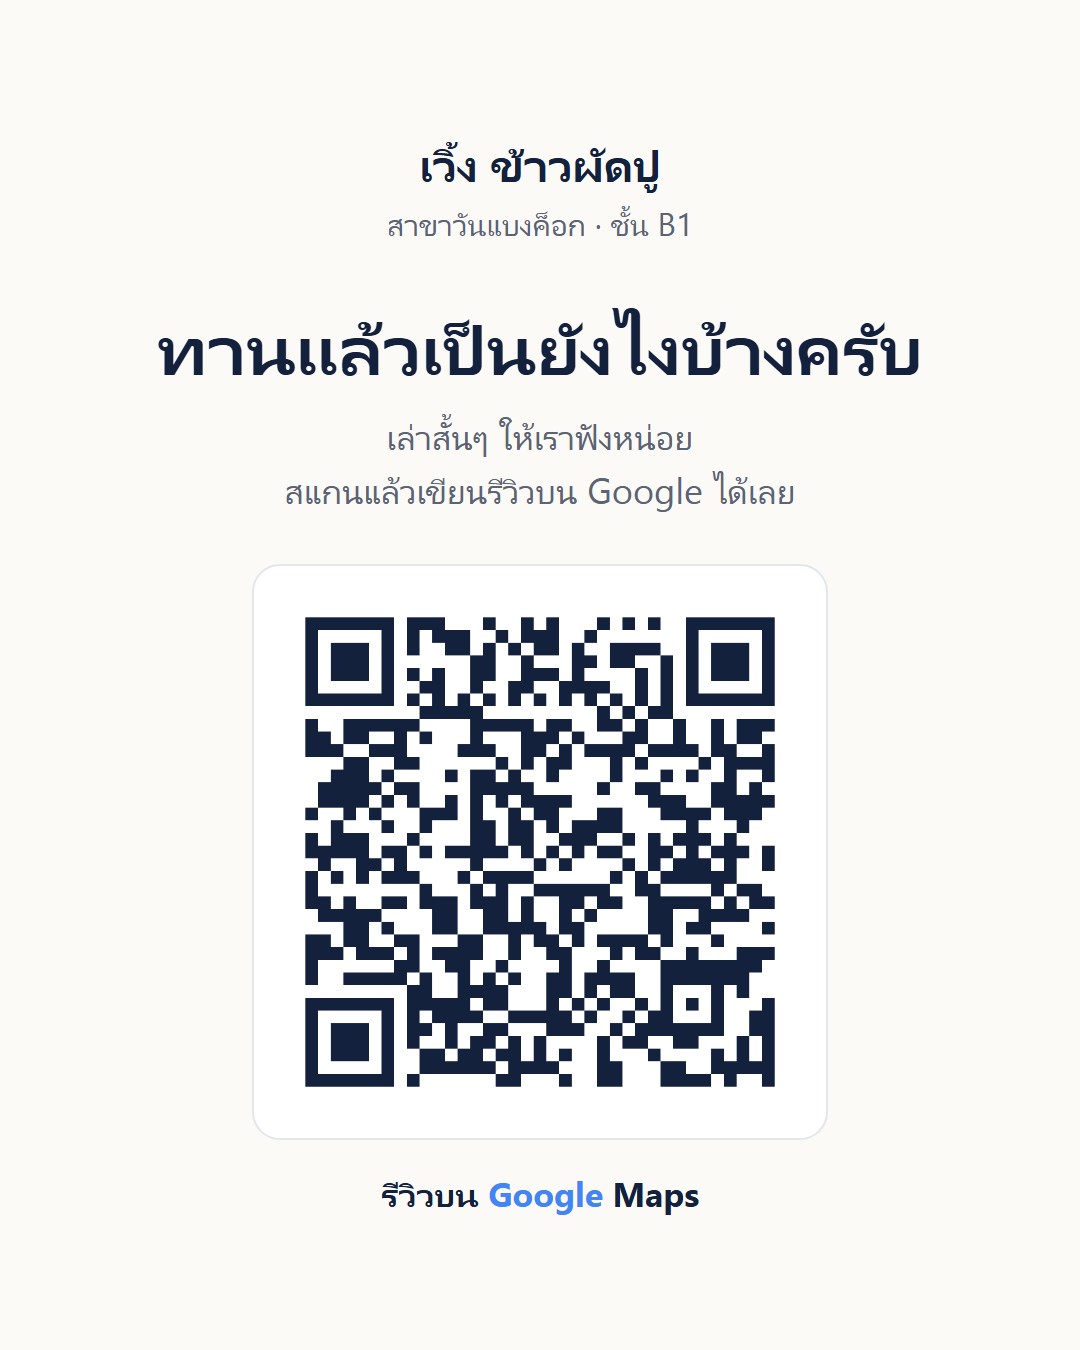 เวิ้ง ข้าวผัดปู
สาขาวันแบงค็อก · ชั้น B1
ทานแล้วเป็นยังไงบ้างครับ
เล่าสั้นๆ ให้เราฟังหน่อย
สแกนแล้วเขียนรีวิวบน Google ได้เลย
รีวิวบน Google Maps